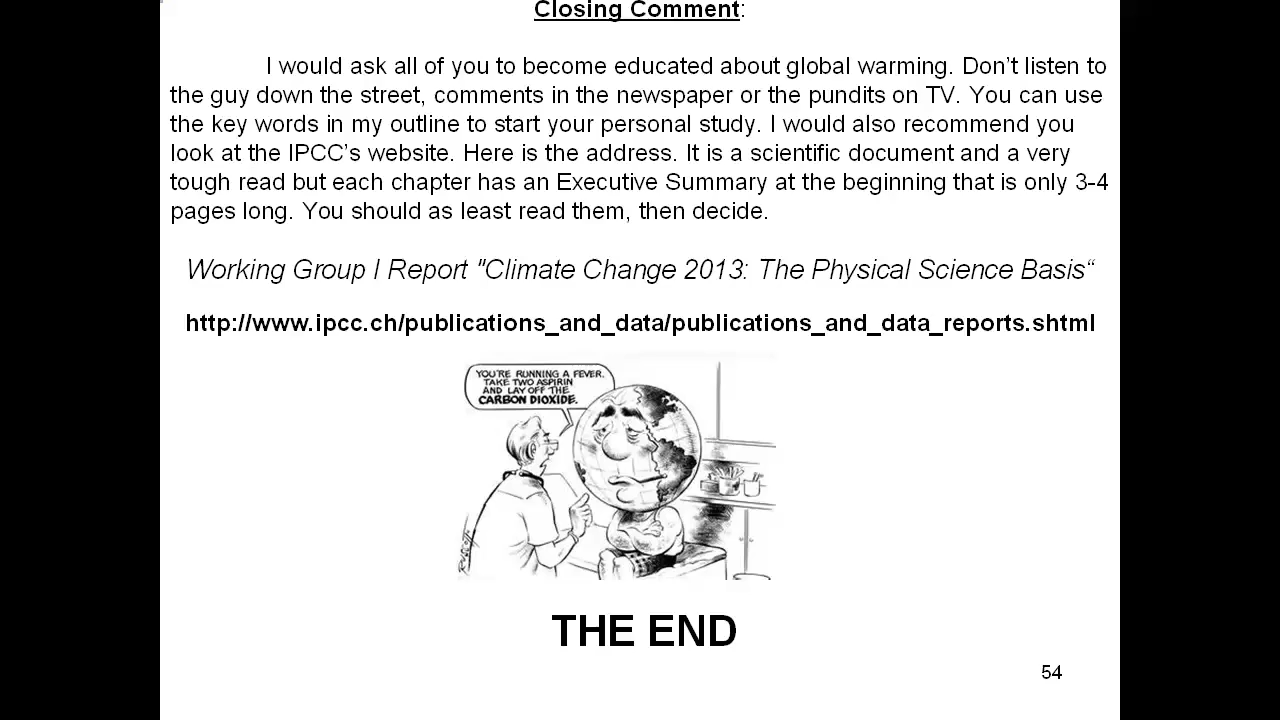 Closing Comment:
I would ask all of you to become educated about global warming. Don't listen to
the guy down the street, comments in the newspaper or the pundits on TV. You can use
the key words in my outline to start your personal study. I would also recommend you
look at the IPCC's website. Here is the address. It is a scientific document and a very
tough read but each chapter has an Executive Summary at the beginning that is only 3-4
pages long. You should as least read them, then decide.
Working Group I Report "Climate Change 2013: The Physical Science Basis“
http://www.ipcc.ch/publications_and_data/publications_and_data_reports.shtml
YOU'RE RUNNING A FEVER.
TAKE TWO ASPIRIN
AND LAY OFF THE
CARBON DIOXIDE.
THE END
54